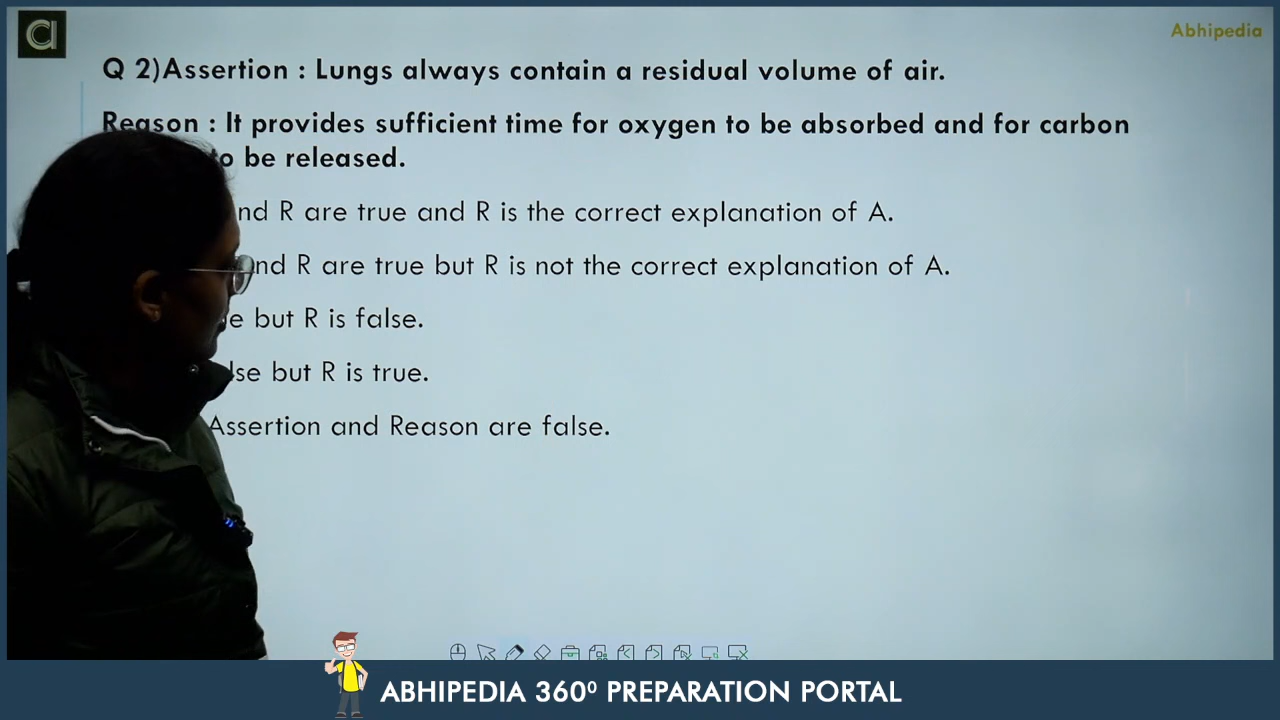 Abhipedia
Q 2)Assertion : Lungs always contain a residual volume of air.
Reason : It provides sufficient time for oxygen to be absorbed and for carbon
to be released.
nd R are true and R is the correct explanation of A.
nd R are true but R is not the correct explanation of A.
e but R is false.
lse but R is true.
Assertion and Reason are false.
ABHIPEDIA 360⁰ PREPARATION PORTAL